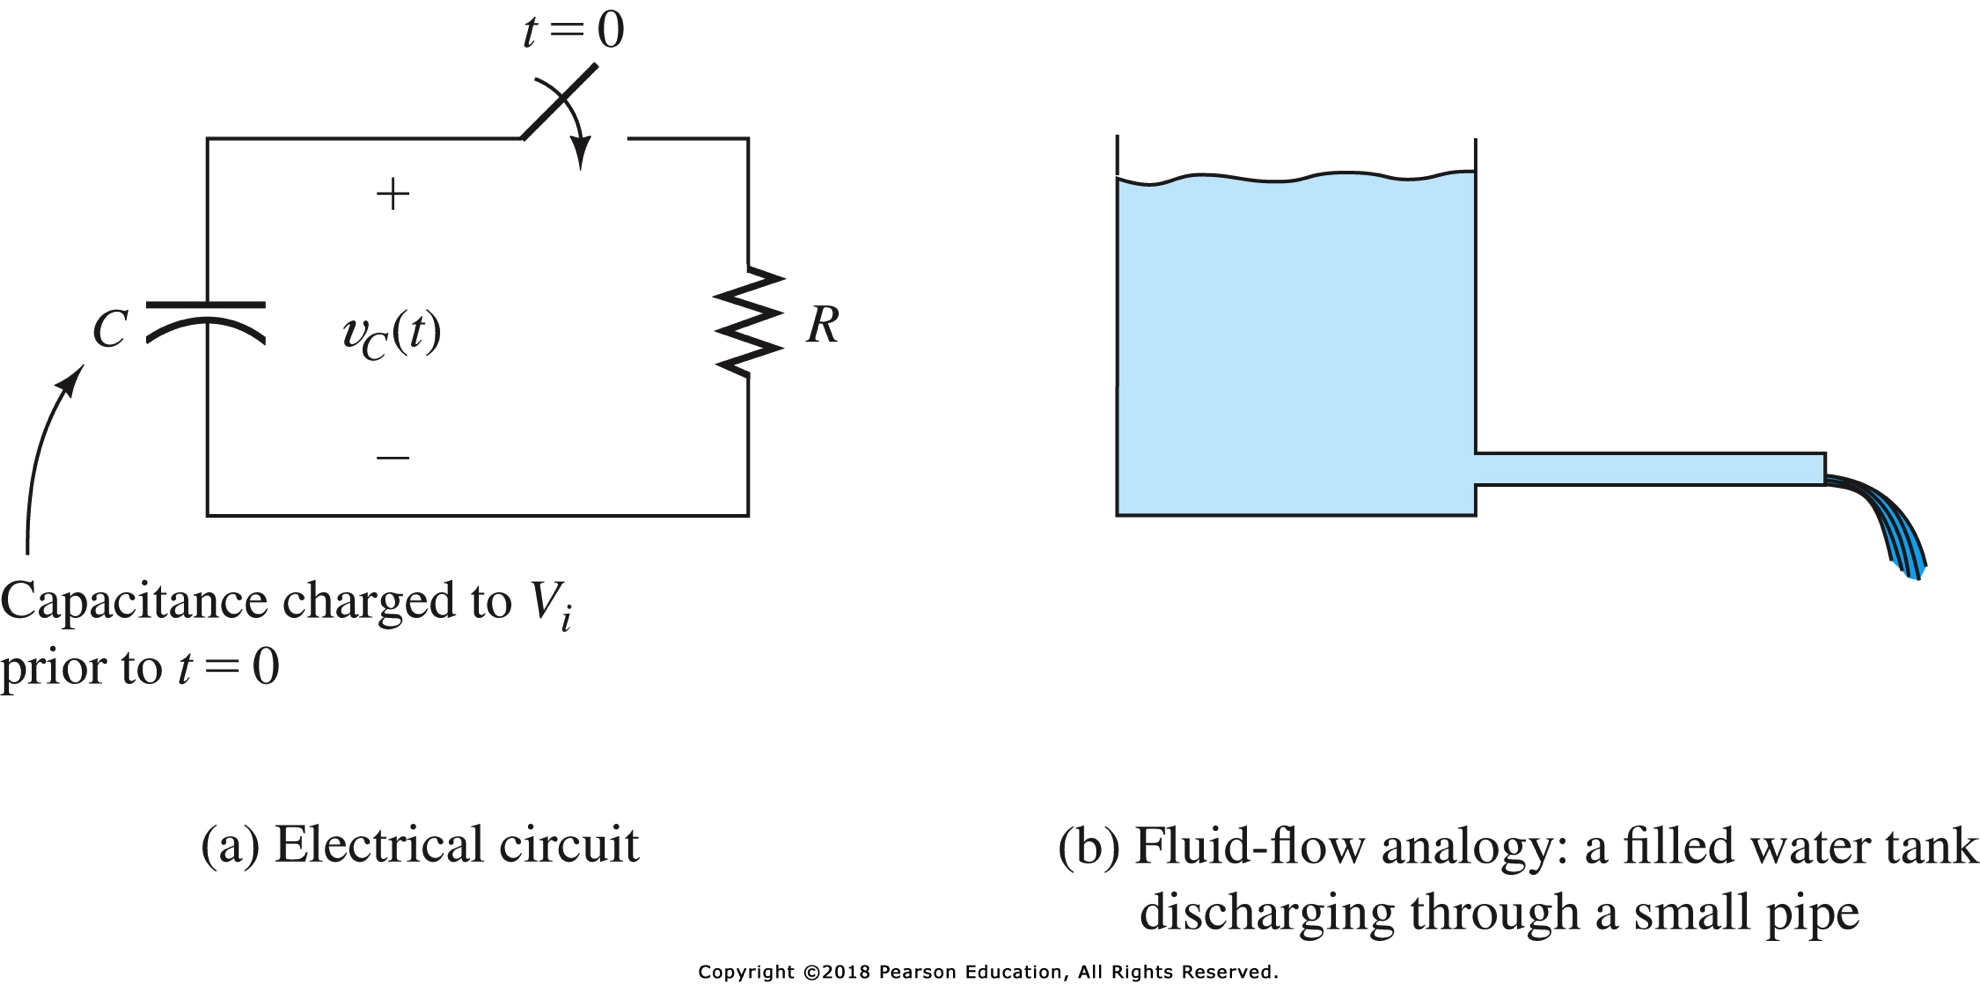 t = 0
+
C
v_C(t)
R
−
Capacitance charged to V_i
prior to t = 0
(a) Electrical circuit
(b) Fluid-flow analogy: a filled water tank
discharging through a small pipe
Copyright ©2018 Pearson Education, All Rights Reserved.